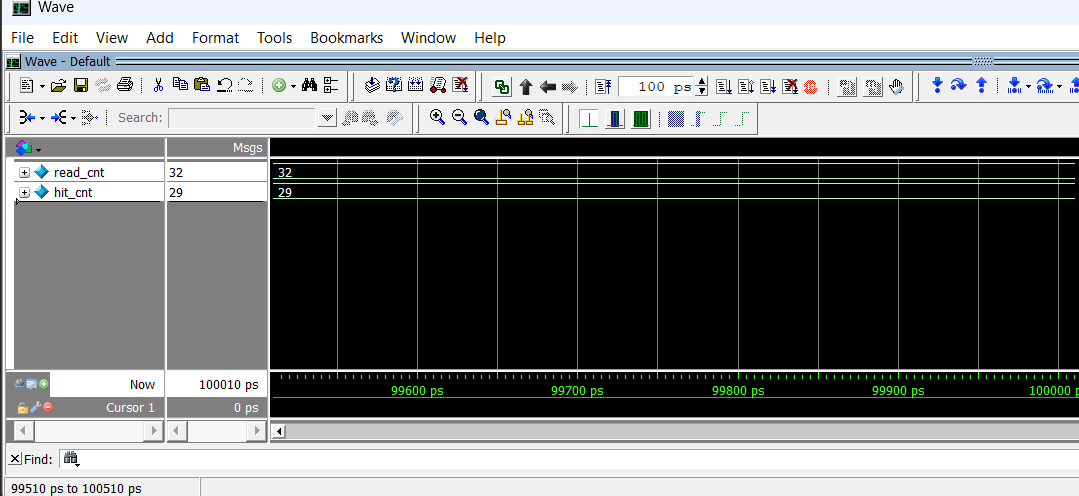 Wave
File Edit View Add Format Tools Bookmarks Window Help
Wave - Default
100 ps
Search:
Msgs
read_cnt 32 32
hit_cnt 29 29
Now 100010 ps 99600 ps 99700 ps 99800 ps 99900 ps 100000 p
Cursor 1 0 ps
Find:
99510 ps to 100510 ps